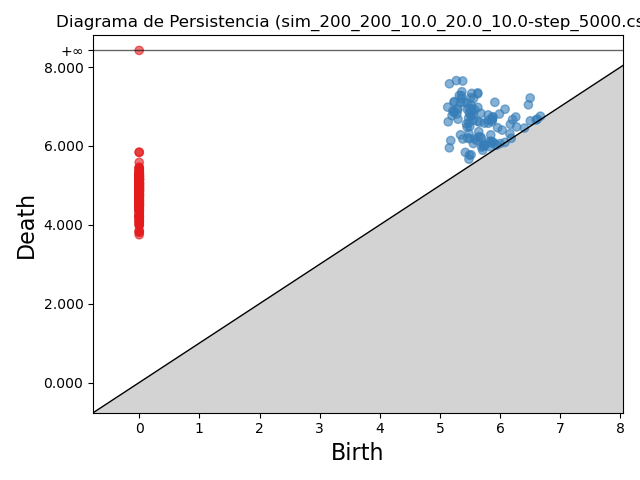 Diagrama de Persistencia (sim_200_200_10.0_20.0_10.0-step_5000.cs
+∞
8.000
6.000
4.000
2.000
0.000
Death
0 1 2 3 4 5 6 7 8
Birth